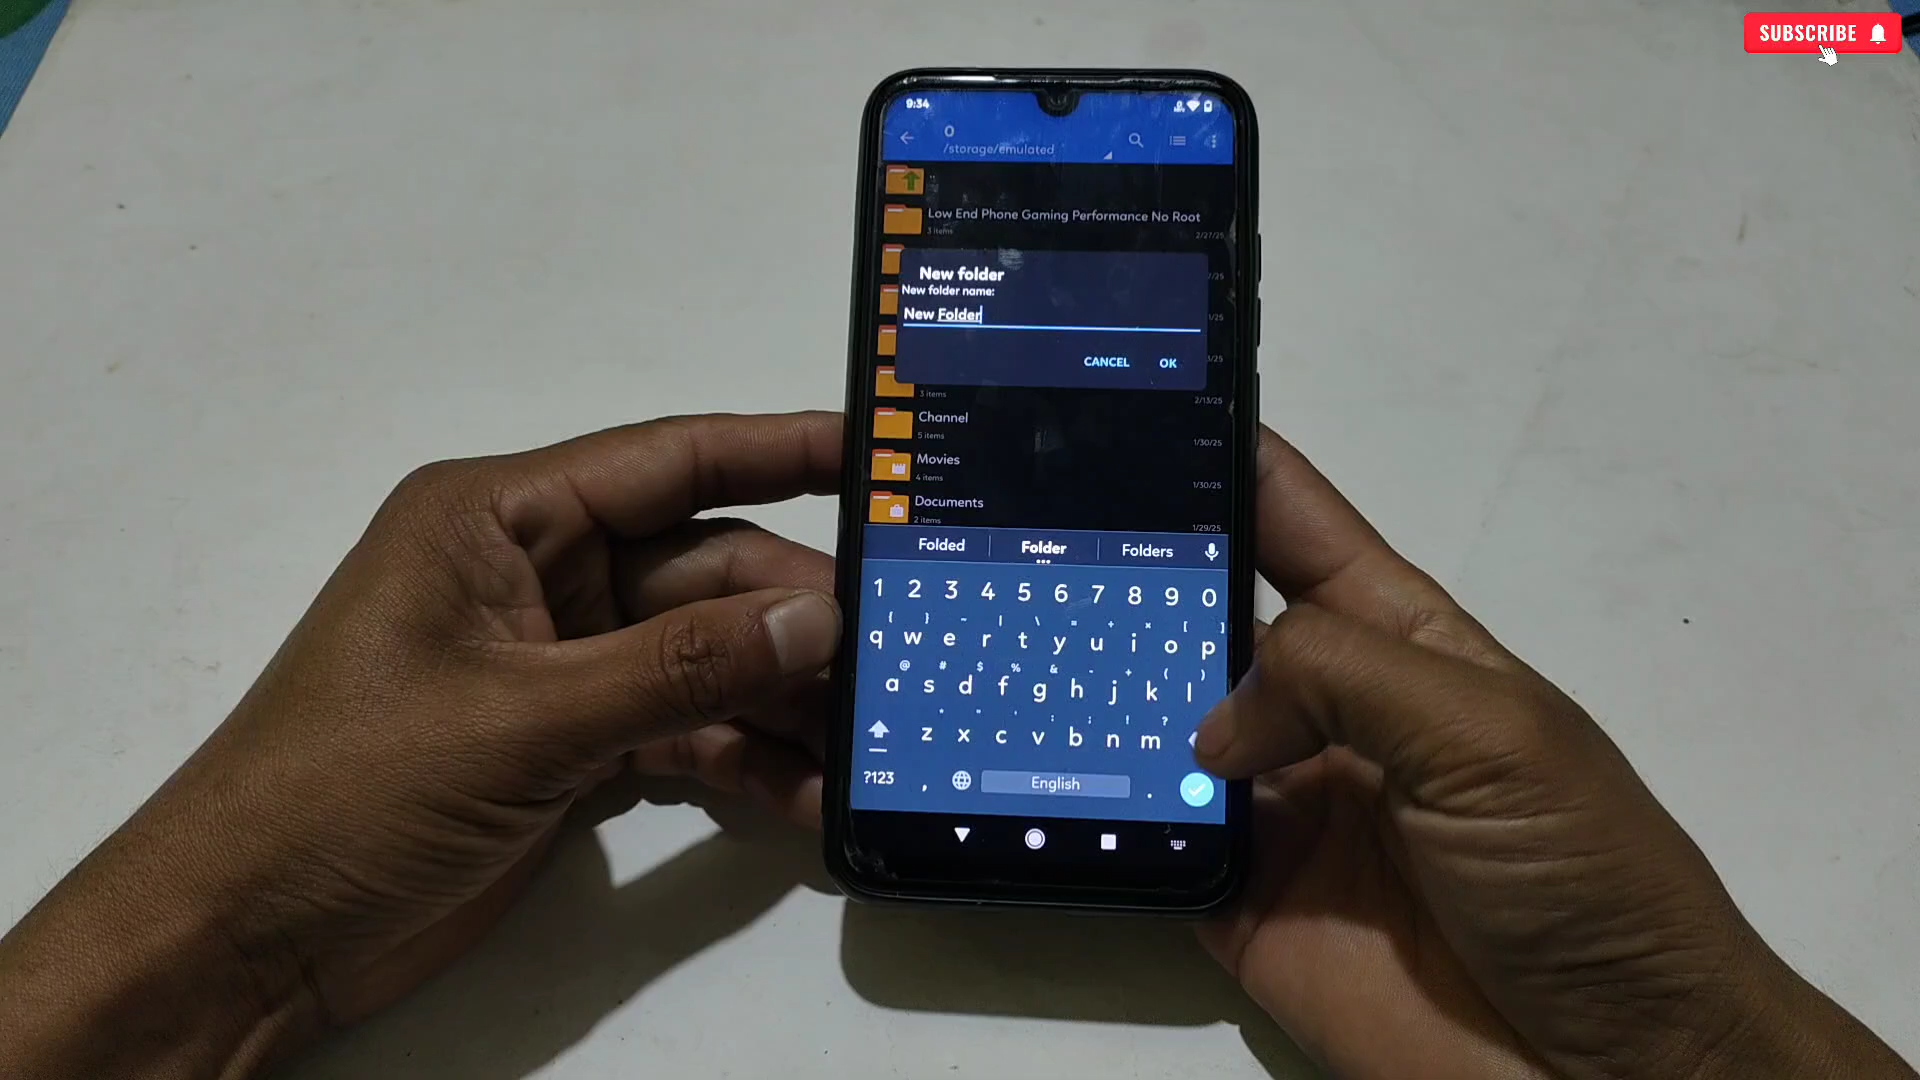 SUBSCRIBE
9:34
0
/storage/emulated
..
Low End Phone Gaming Performance No Root
3 items
2/27/25
New folder
New folder name:
New Folder
CANCEL OK
3 items
2/13/25
Channel
5 items
1/30/25
Movies
4 items
1/30/25
Documents
2 items
1/29/25
Folded Folder Folders
1 2 3 4 5 6 7 8 9 0
q w e r t y u i o p
@ # $ % & - + ( )
a s d f g h j k l
z x c v b n m
?123 , English .